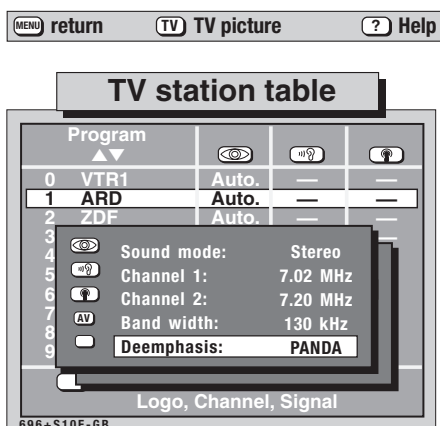 MENU return TV TV picture ? Help
TV station table
Program
0 VTR1 Auto. — —
1 ARD Auto. — —
2 ZDF Auto. — —
3 —
4 Sound mode: Stereo
5 Channel 1: 7.02 MHz
6 Channel 2: 7.20 MHz
7 AV Band width: 130 kHz
8
9 Deemphasis: PANDA
Logo, Channel, Signal
696+S10E-GB